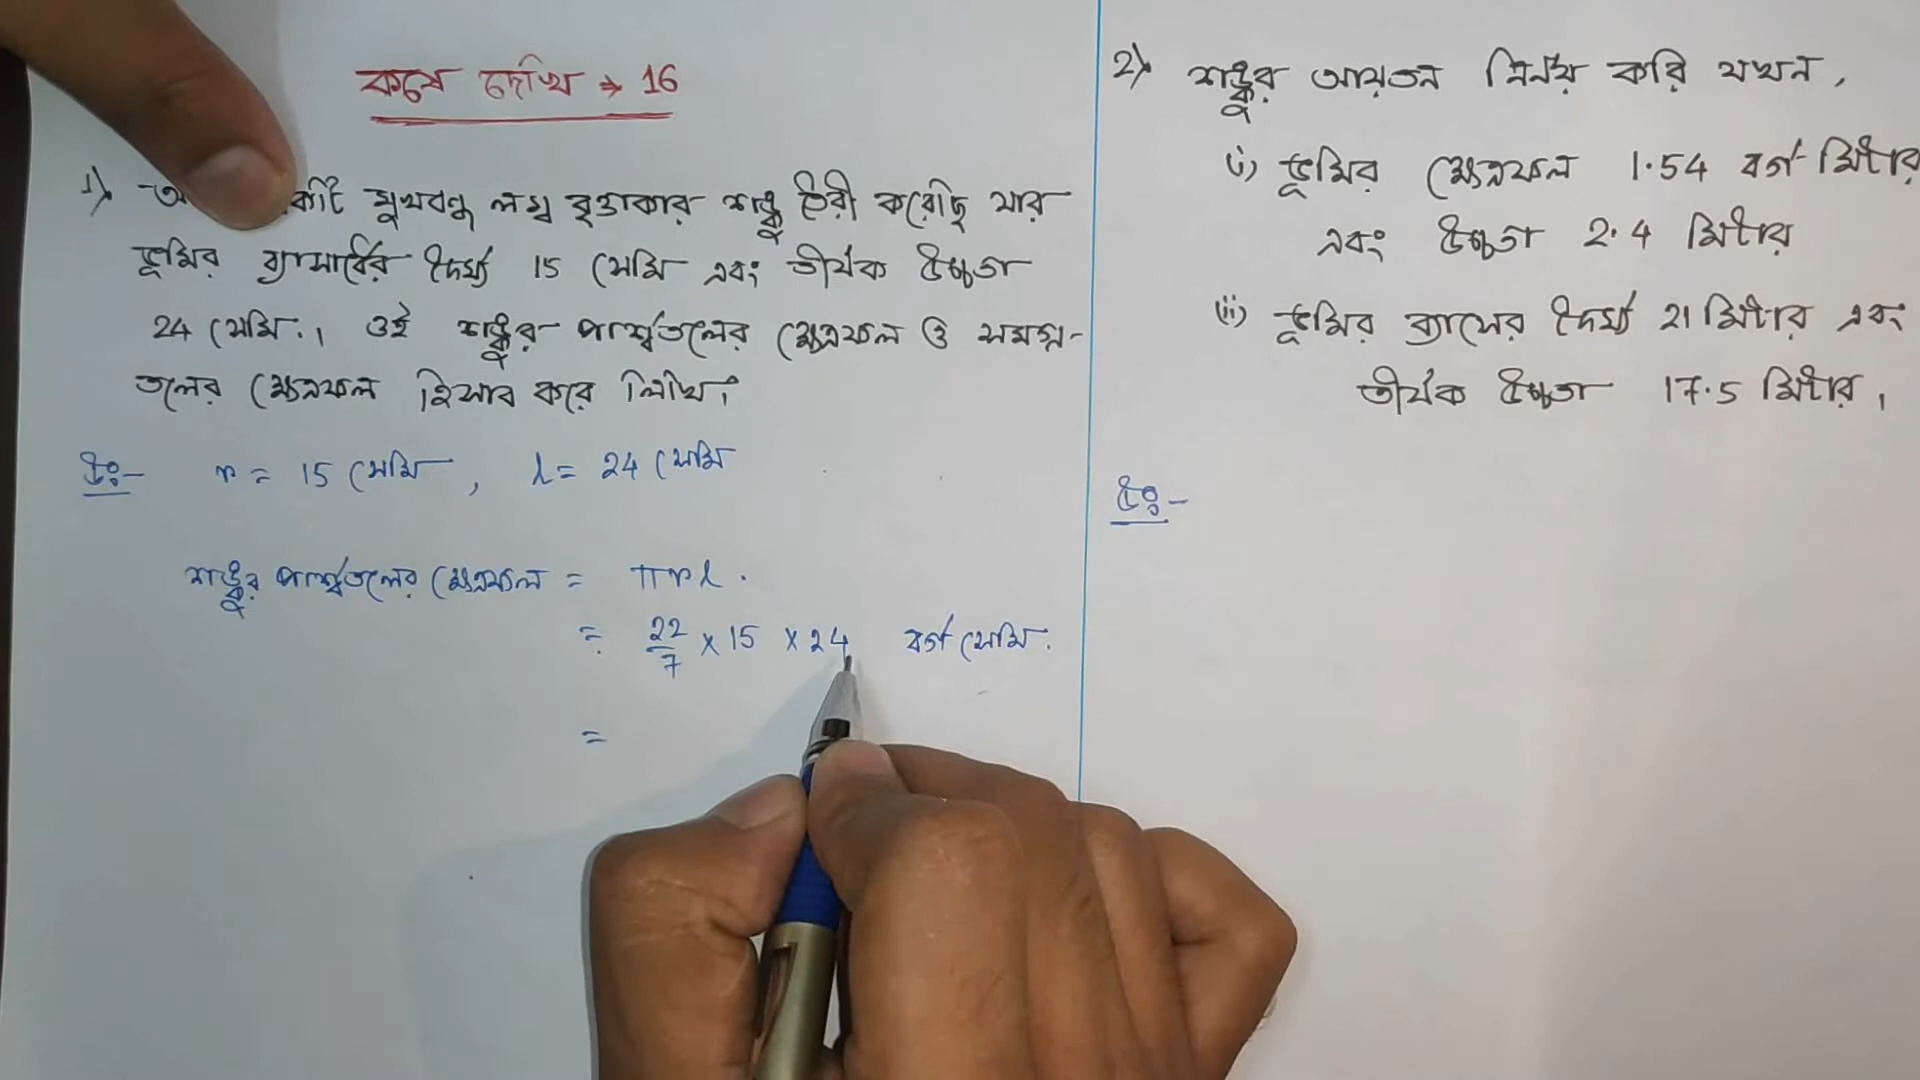 কষে দেখি → 16
1) মুখবন্ধ লম্ব বৃত্তাকার শঙ্কু তৈরী করেছি যার
ভূমির ব্যাসার্ধের দৈর্ঘ্য 15 সেমি এবং তীর্যক উচ্চতা
24 সেমি.। ওই শঙ্কুর পার্শ্বতলের ক্ষেত্রফল ও সমগ্র-
তলের ক্ষেত্রফল হিসাব করে লিখি।
উঃ- r = 15 সেমি, l = 24 সেমি
শঙ্কুর পার্শ্বতলের ক্ষেত্রফল = πrl.
= 22/7 × 15 × 24 বর্গ সেমি.
=
2) শঙ্কুর আয়তন নির্নয় করি যখন,
i) ভূমির ক্ষেত্রফল 1.54 বর্গ মিটার
এবং উচ্চতা 2.4 মিটার
ii) ভূমির ব্যাসের দৈর্ঘ্য 21 মিটার এবং
তীর্যক উচ্চতা 17.5 মিটার।
উঃ-